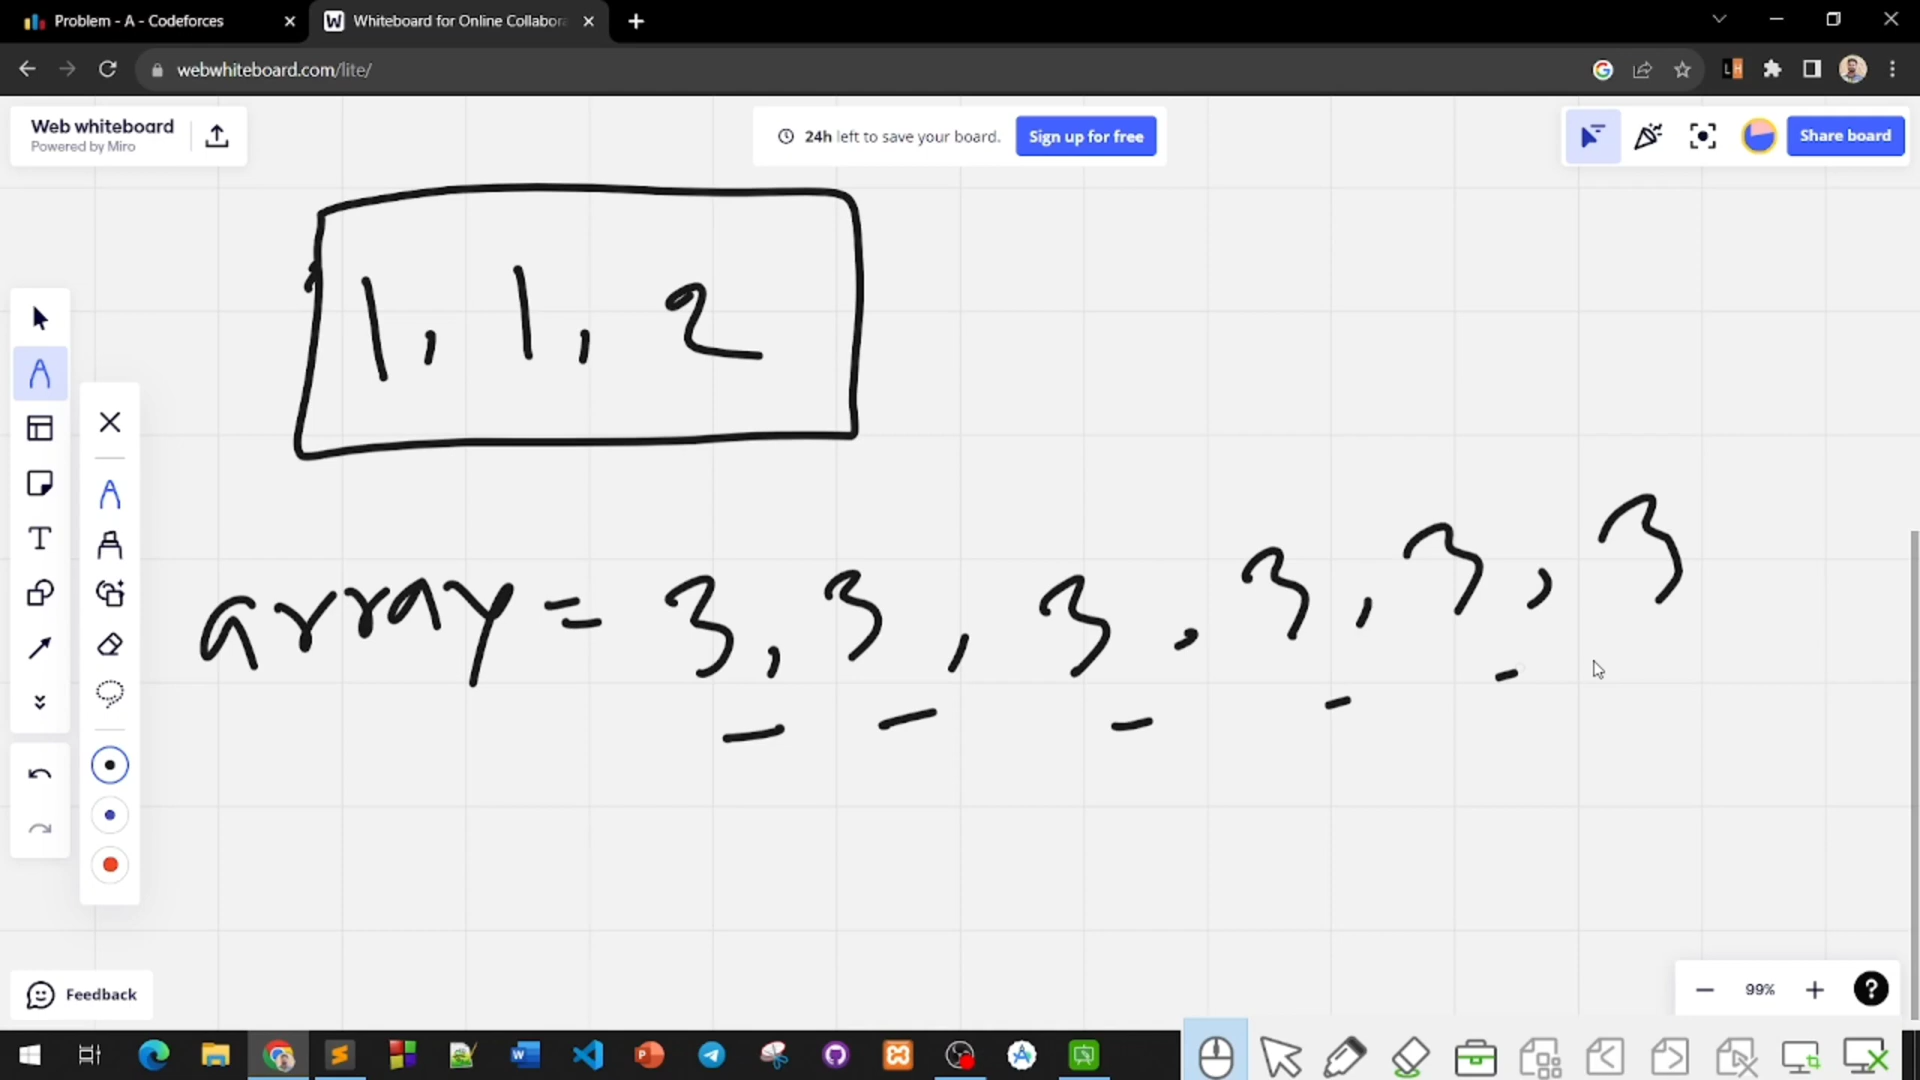 Problem - A - Codeforces
Whiteboard for Online Collabora
webwhiteboard.com/lite/
Web whiteboard
Powered by Miro
24h left to save your board.
Sign up for free
Share board
1, 1, 2
array = 3, 3, 3, 3, 3, 3
T
Feedback
99%